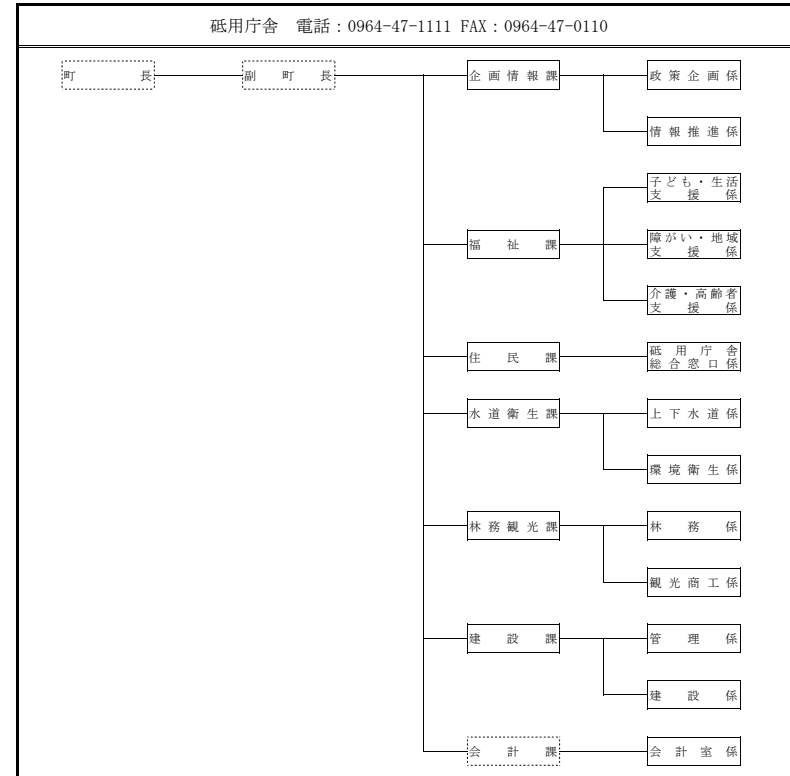 砥用庁舎　電話：0964-47-1111 FAX：0964-47-0110
町長
副町長
企画情報課
政策企画係
情報推進係
子ども・生活
支援係
福祉課
障がい・地域
支援係
介護・高齢者
支援係
住民課
砥用庁舎
総合窓口係
水道衛生課
上下水道係
環境衛生係
林務観光課
林務係
観光商工係
建設課
管理係
建設係
会計課
会計室係